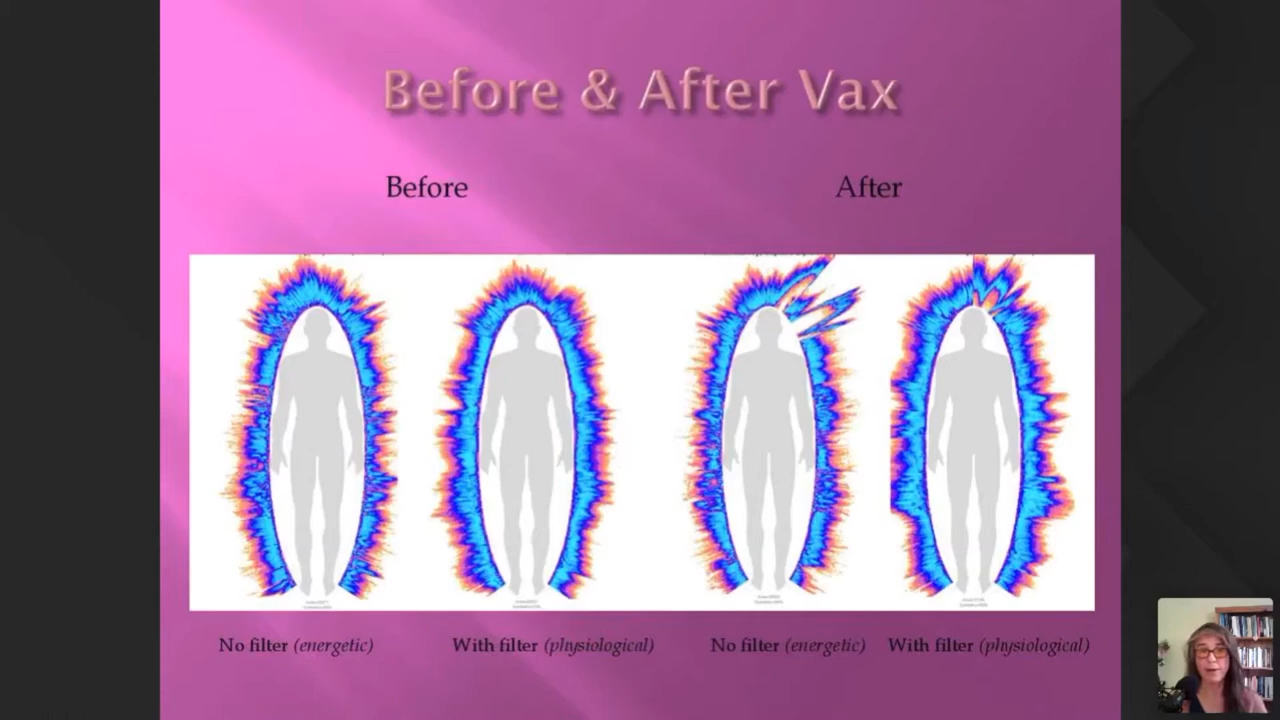 Before & After Vax
Before
After
No filter (energetic)
With filter (physiological)
No filter (energetic)
With filter (physiological)